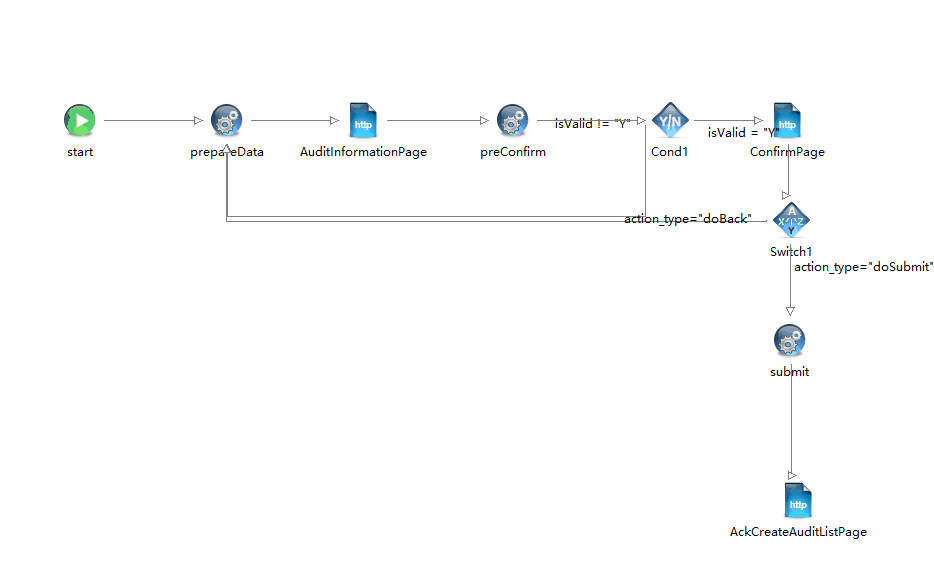 http
http
Y/N
isValid != "Y"
isValid = "Y"
start
prepareData
AuditInformationPage
preConfirm
Cond1
ConfirmPage
A
X
Z
Y
action_type="doBack"
Switch1
action_type="doSubmit"
submit
http
AckCreateAuditListPage